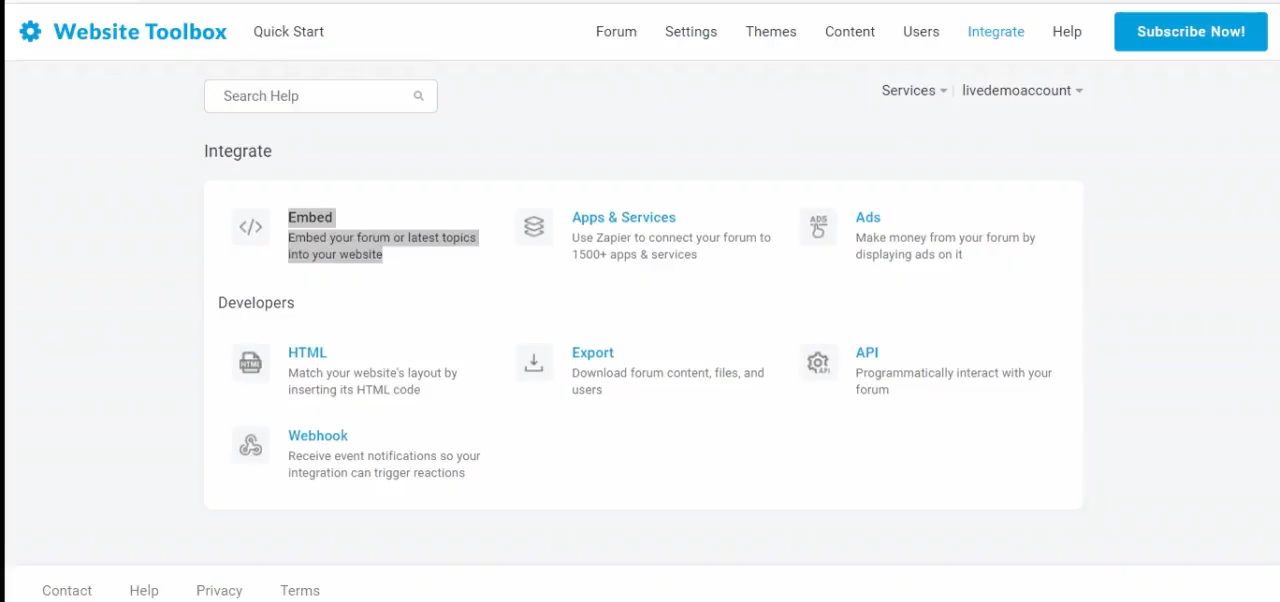 Website Toolbox Quick Start Forum Settings Themes Content Users Integrate Help Subscribe Now!
Search Help Services livedemoaccount
Integrate
Embed
Embed your forum or latest topics
into your website
Apps & Services
Use Zapier to connect your forum to
1500+ apps & services
ADS
Ads
Make money from your forum by
displaying ads on it
Developers
HTML
HTML
Match your website's layout by
inserting its HTML code
Export
Download forum content, files, and
users
API
API
Programmatically interact with your
forum
Webhook
Receive event notifications so your
integration can trigger reactions
Contact Help Privacy Terms